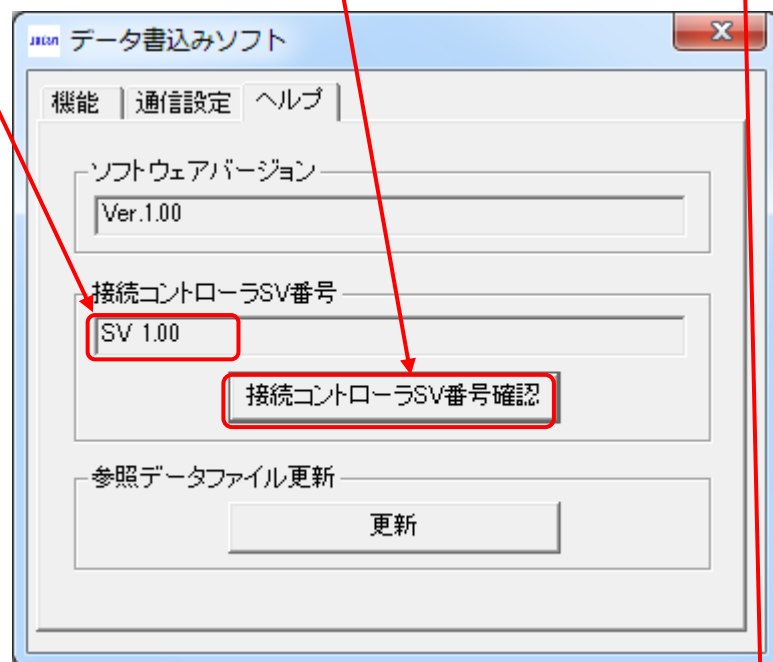 データ書込みソフト
機能 通信設定 ヘルプ
ソフトウェアバージョン
Ver.1.00
接続コントローラSV番号
SV 1.00
接続コントローラSV番号確認
参照データファイル更新
更新